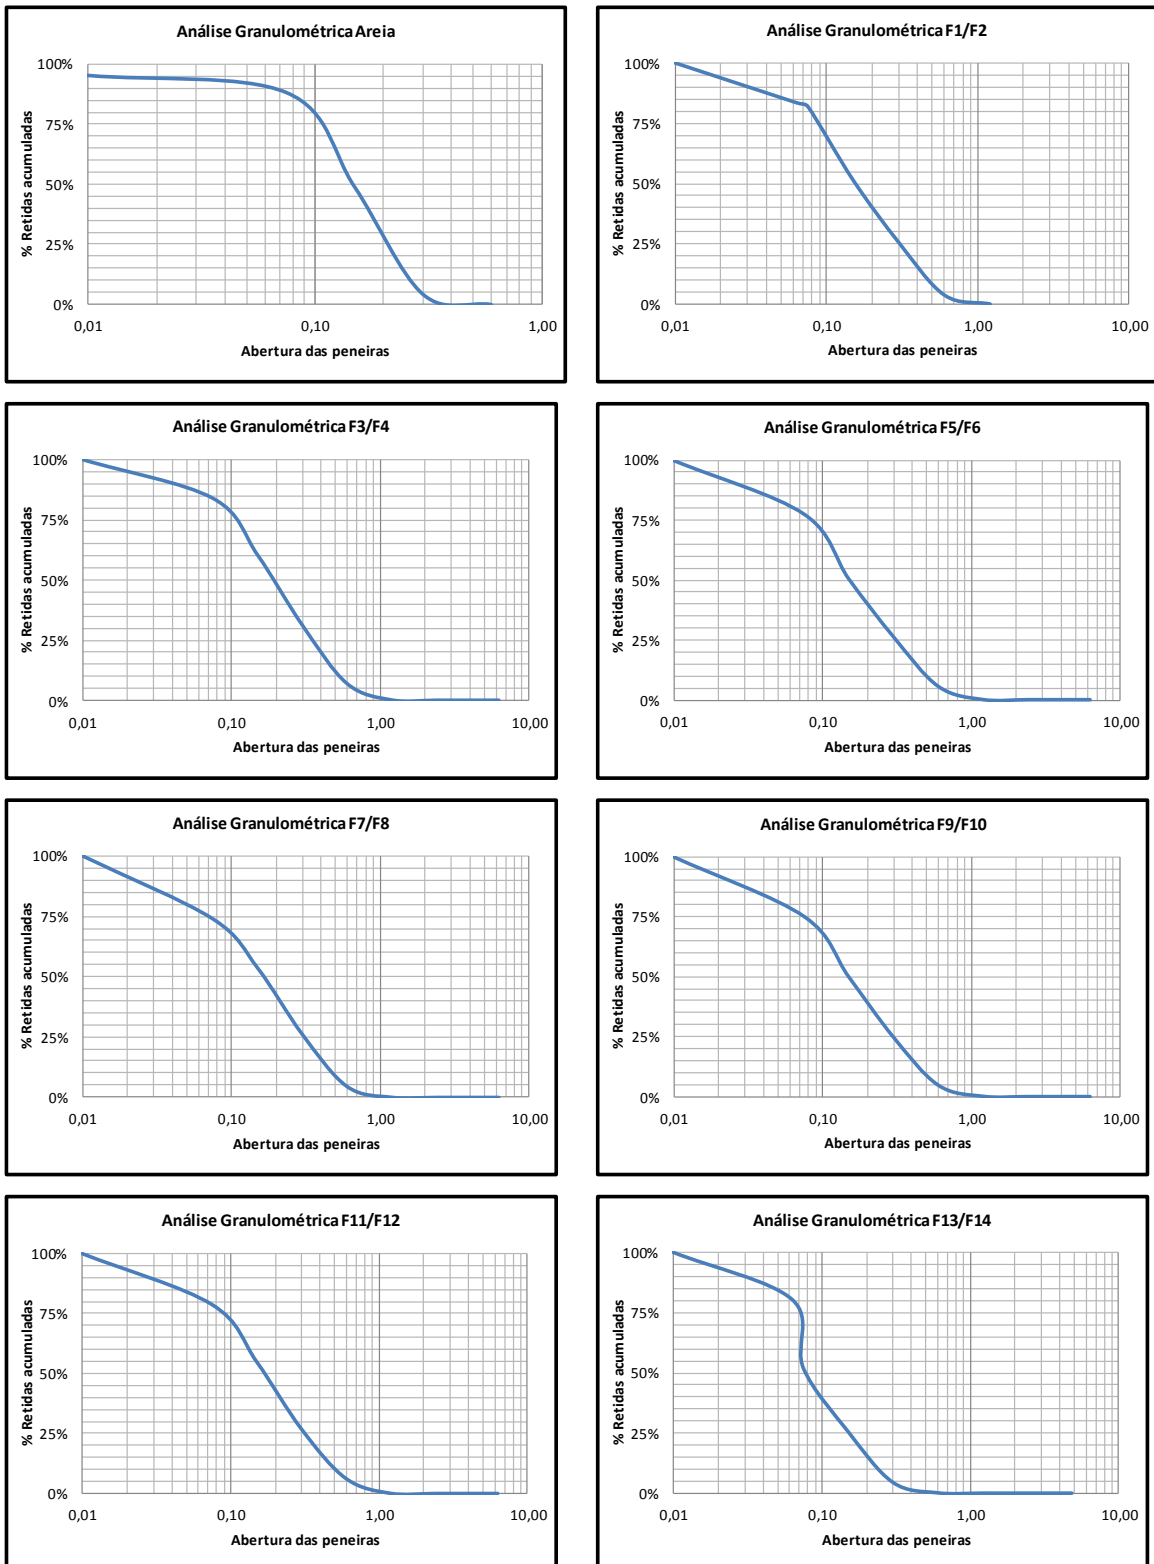 Análise Granulométrica Areia
% Retidas acumuladas
100%
75%
50%
25%
0%
0,01
0,10
1,00
Abertura das peneiras
Análise Granulométrica F1/F2
% Retidas acumuladas
100%
75%
50%
25%
0%
0,01
0,10
1,00
10,00
Abertura das peneiras
Análise Granulométrica F3/F4
% Retidas acumuladas
100%
75%
50%
25%
0%
0,01
0,10
1,00
10,00
Abertura das peneiras
Análise Granulométrica F5/F6
% Retidas acumuladas
100%
75%
50%
25%
0%
0,01
0,10
1,00
10,00
Abertura das peneiras
Análise Granulométrica F7/F8
% Retidas acumuladas
100%
75%
50%
25%
0%
0,01
0,10
1,00
10,00
Abertura das peneiras
Análise Granulométrica F9/F10
% Retidas acumuladas
100%
75%
50%
25%
0%
0,01
0,10
1,00
10,00
Abertura das peneiras
Análise Granulométrica F11/F12
% Retidas acumuladas
100%
75%
50%
25%
0%
0,01
0,10
1,00
10,00
Abertura das peneiras
Análise Granulométrica F13/F14
% Retidas acumuladas
100%
75%
50%
25%
0%
0,01
0,10
1,00
10,00
Abertura das peneiras